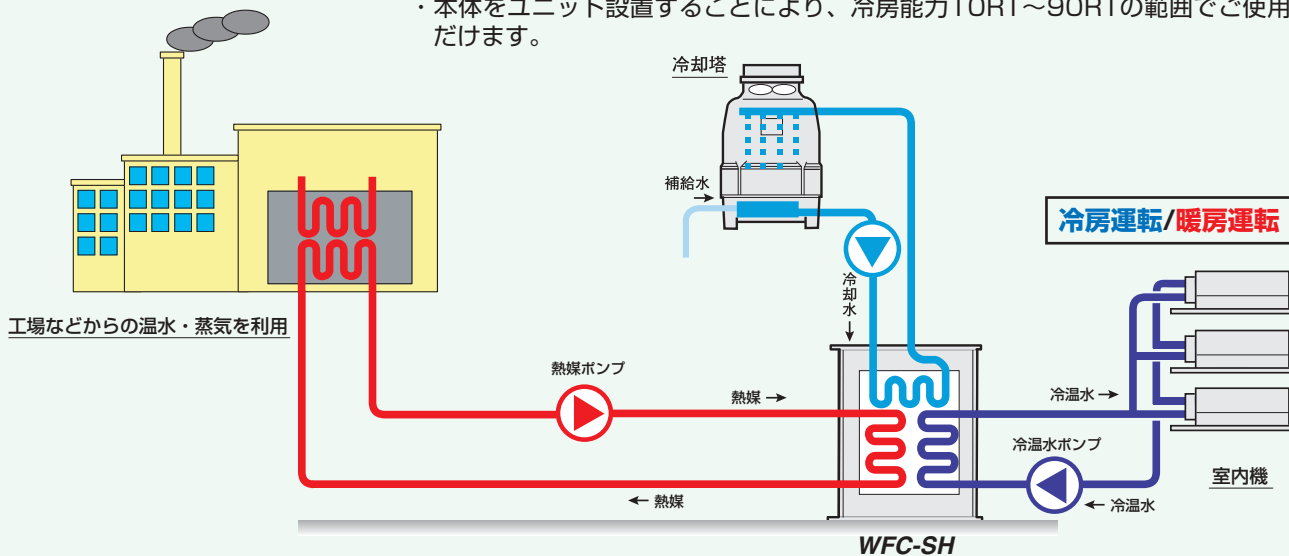 ・本体をユニット設置することにより、冷房能力10RT〜90RTの範囲でご使用
だけます。
冷却塔
補給水
→
冷房運転/暖房運転
冷却水
↓
工場などからの温水・蒸気を利用
熱媒ポンプ
熱媒 →
冷温水 →
冷温水ポンプ
室内機
← 熱媒
← 冷温水
WFC-SH